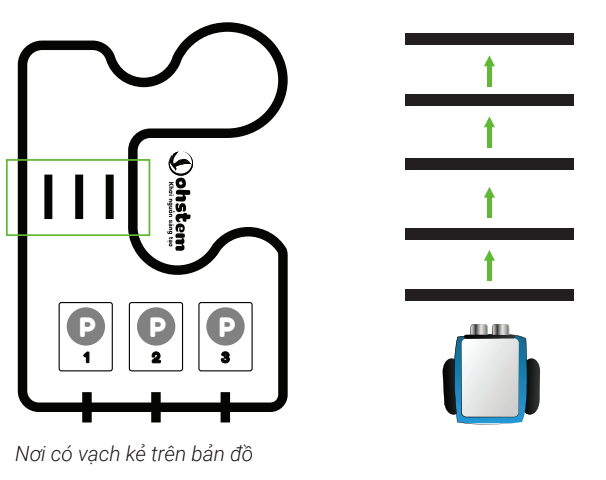 ohstem
Khơi nguồn sáng tạo
P
P
P
1
2
3
Nơi có vạch kẻ trên bản đồ